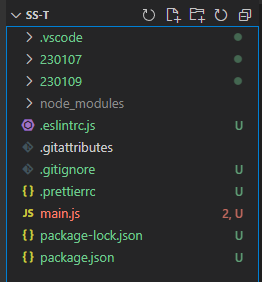 SS-T
.vscode
230107
230109
node_modules
.eslintrc.js U
.gitattributes
.gitignore U
{} .prettierrc U
JS main.js 2, U
{} package-lock.json U
{} package.json U